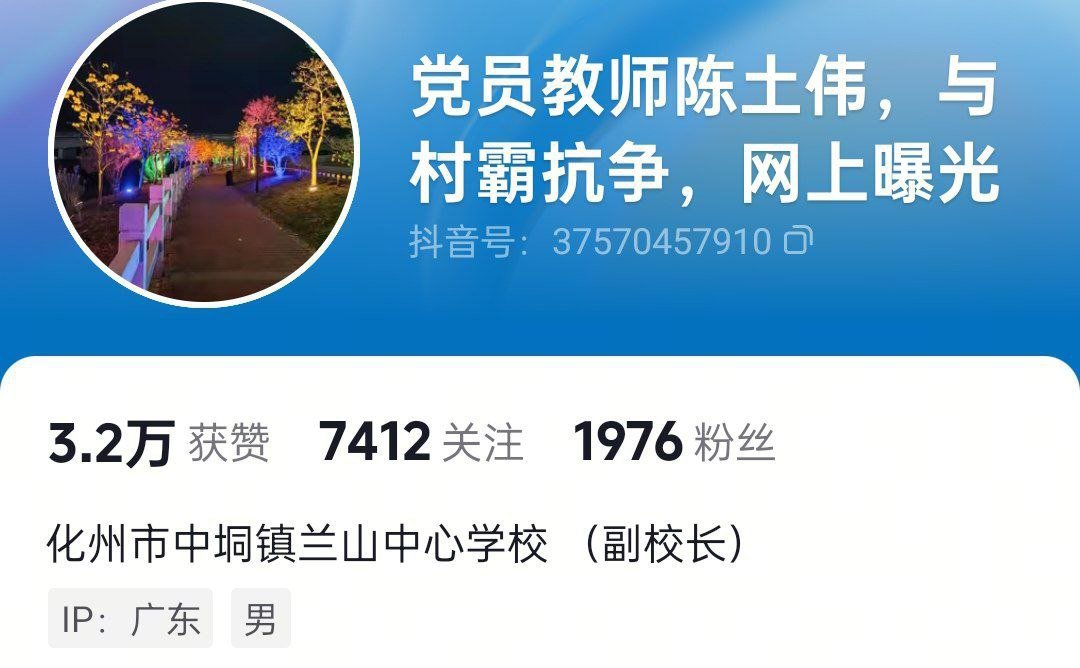 党员教师陈土伟，与
村霸抗争，网上曝光
抖音号：37570457910
3.2万 获赞 7412 关注 1976 粉丝
化州市中垌镇兰山中心学校 （副校长）
IP：广东 男